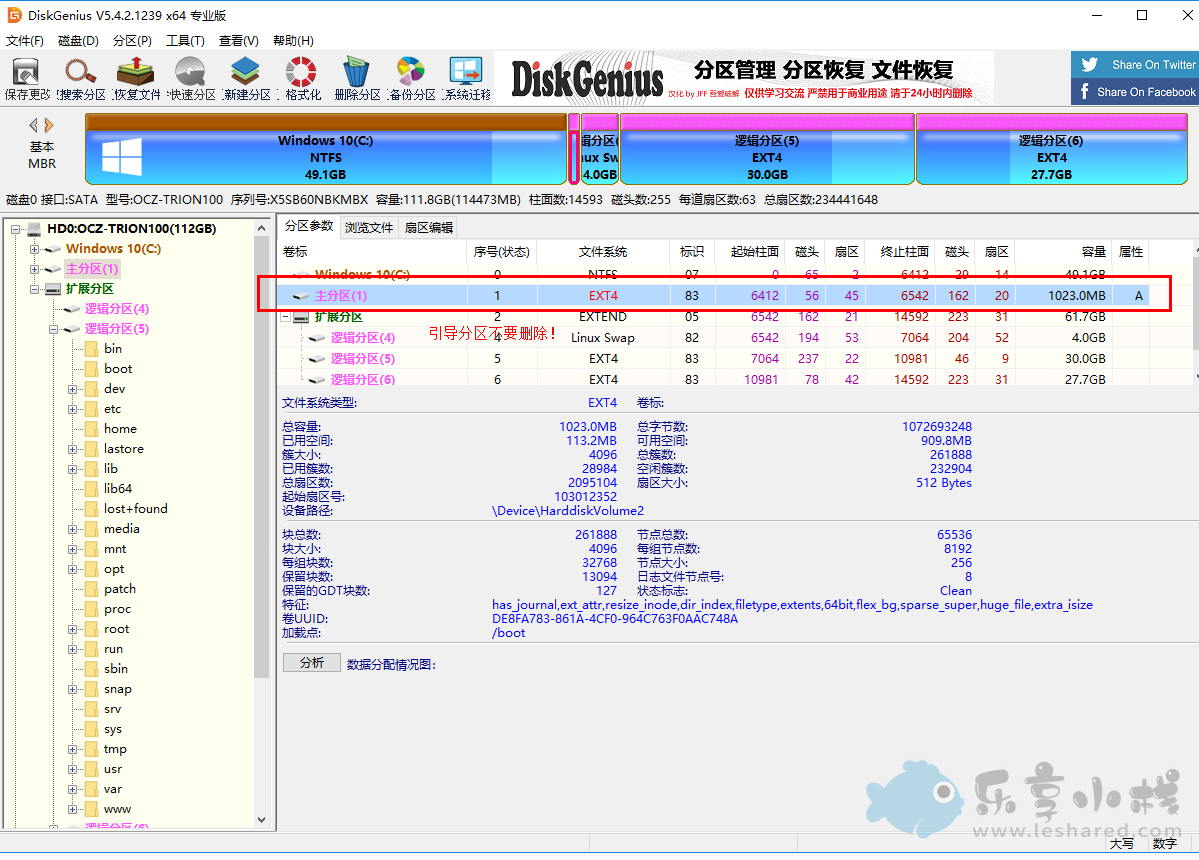 DiskGenius V5.4.2.1239 x64 专业版
文件(F) 磁盘(D) 分区(P) 工具(T) 查看(V) 帮助(H)
保存更改 搜索分区 恢复文件 快速分区 新建分区 格式化 删除分区 备份分区 系统迁移
DiskGenius 分区管理 分区恢复 文件恢复
汉化 by JFF 吾爱破解 仅供学习交流 严禁用于商业用途 请于24小时内删除
Share On Twitter
Share On Facebook
基本
MBR
Windows 10(C:)
NTFS
49.1GB
逻辑分区(
nux Sw
4.0GB
逻辑分区(5)
EXT4
30.0GB
逻辑分区(6)
EXT4
27.7GB
磁盘0 接口:SATA 型号:OCZ-TRION100 序列号:X5SB60NBKMBX 容量:111.8GB(114473MB) 柱面数:14593 磁头数:255 每道扇区数:63 总扇区数:234441648
HD0:OCZ-TRION100(112GB)
Windows 10(C:)
主分区(1)
扩展分区
逻辑分区(4)
逻辑分区(5)
bin
boot
dev
etc
home
lastore
lib
lib64
lost+found
media
mnt
opt
patch
proc
root
run
sbin
snap
srv
sys
tmp
usr
var
www
逻辑分区(6)
分区参数 浏览文件 扇区编辑
卷标 序号(状态) 文件系统 标识 起始柱面 磁头 扇区 终止柱面 磁头 扇区 容量 属性
Windows 10(C:) 0 NTFS 07 0 65 2 6412 29 14 49.1GB
主分区(1) 1 EXT4 83 6412 56 45 6542 162 20 1023.0MB A
扩展分区 2 EXTEND 05 6542 162 21 14592 223 31 61.7GB
逻辑分区(4) 4 Linux Swap 82 6542 194 53 7064 204 52 4.0GB
引导分区不要删除!
逻辑分区(5) 5 EXT4 83 7064 237 22 10981 46 9 30.0GB
逻辑分区(6) 6 EXT4 83 10981 78 42 14592 223 31 27.7GB
文件系统类型: EXT4 卷标:
总容量: 1023.0MB 总字节数: 1072693248
已用空间: 113.2MB 可用空间: 909.8MB
簇大小: 4096 总簇数: 261888
已用簇数: 28984 空闲簇数: 232904
总扇区数: 2095104 扇区大小: 512 Bytes
起始扇区号: 103012352
设备路径: \Device\HarddiskVolume2
块总数: 261888 节点总数: 65536
块大小: 4096 每组节点数: 8192
每组块数: 32768 节点大小: 256
保留块数: 13094 日志文件节点号: 8
保留的GDT块数: 127 状态标志: Clean
特征: has_journal,ext_attr,resize_inode,dir_index,filetype,extents,64bit,flex_bg,sparse_super,huge_file,extra_isize
卷UUID: DE8FA783-861A-4CF0-964C763F0AAC748A
加载点: /boot
分析 数据分配情况图:
乐享小栈
www.leshared.com
大写 数字